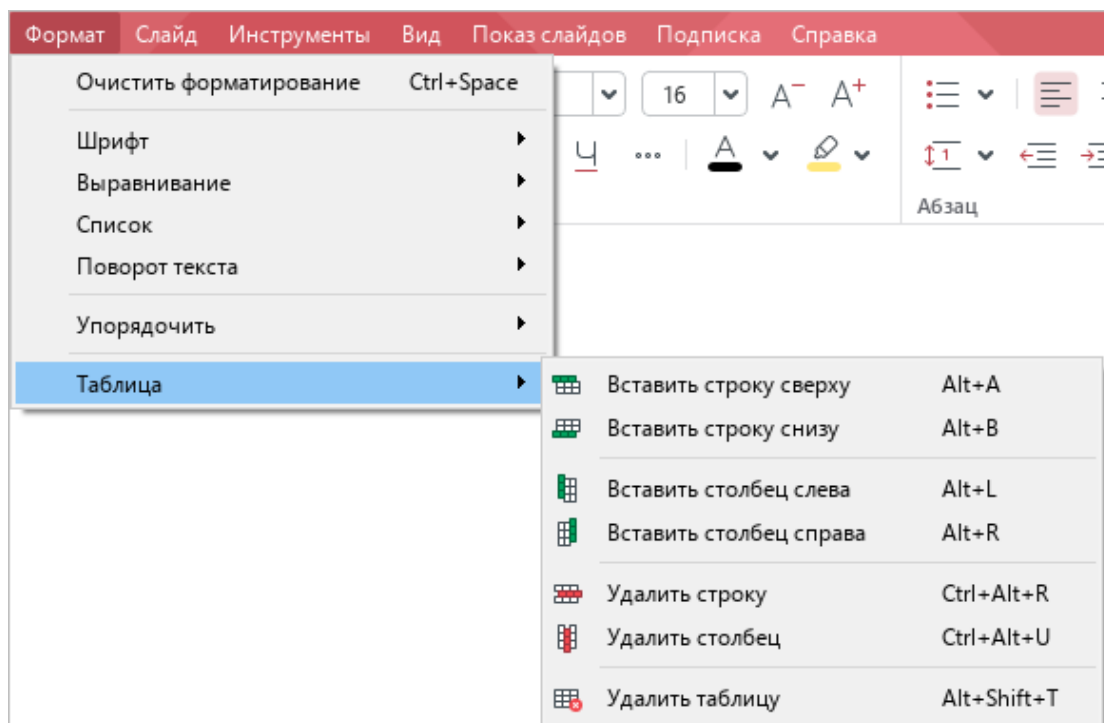 Формат Слайд Инструменты Вид Показ слайдов Подписка Справка
Очистить форматирование Ctrl+Space
16 A− A+
Шрифт
Ч A
1
Выравнивание
Список
Абзац
Поворот текста
Упорядочить
Таблица
Вставить строку сверху Alt+A
Вставить строку снизу Alt+B
Вставить столбец слева Alt+L
Вставить столбец справа Alt+R
Удалить строку Ctrl+Alt+R
Удалить столбец Ctrl+Alt+U
Удалить таблицу Alt+Shift+T